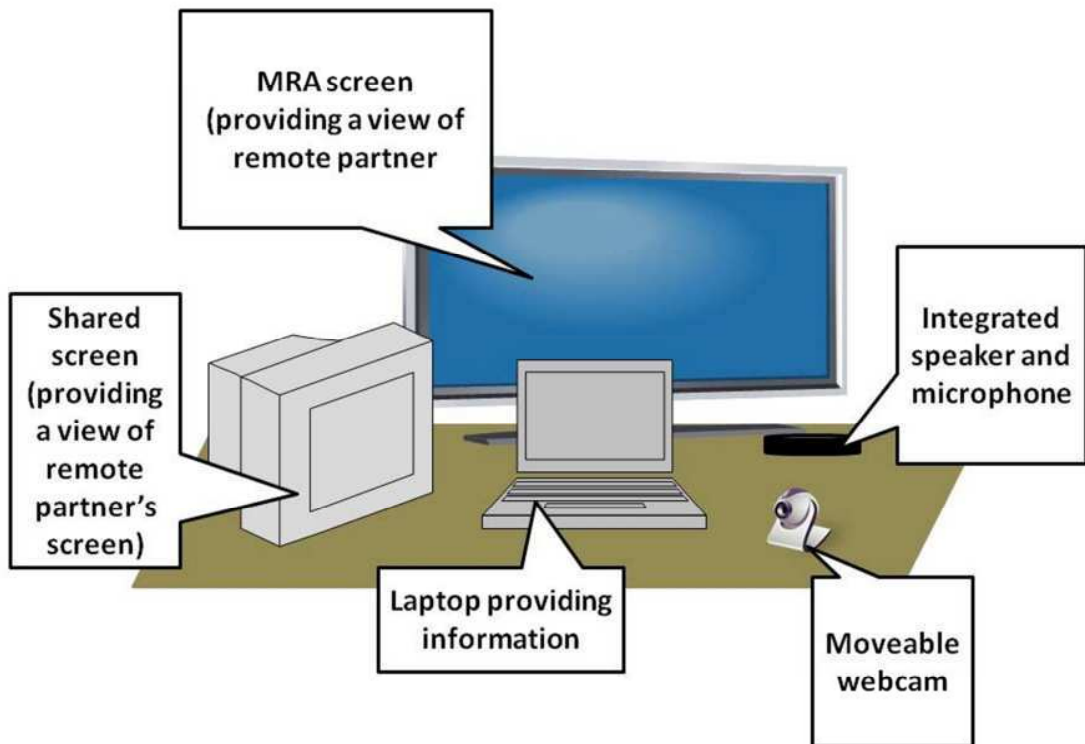 MRA screen
(providing a view of
remote partner
Shared
screen
(providing
a view of
remote
partner's
screen)
Integrated
speaker and
microphone
Laptop providing
information
Moveable
webcam